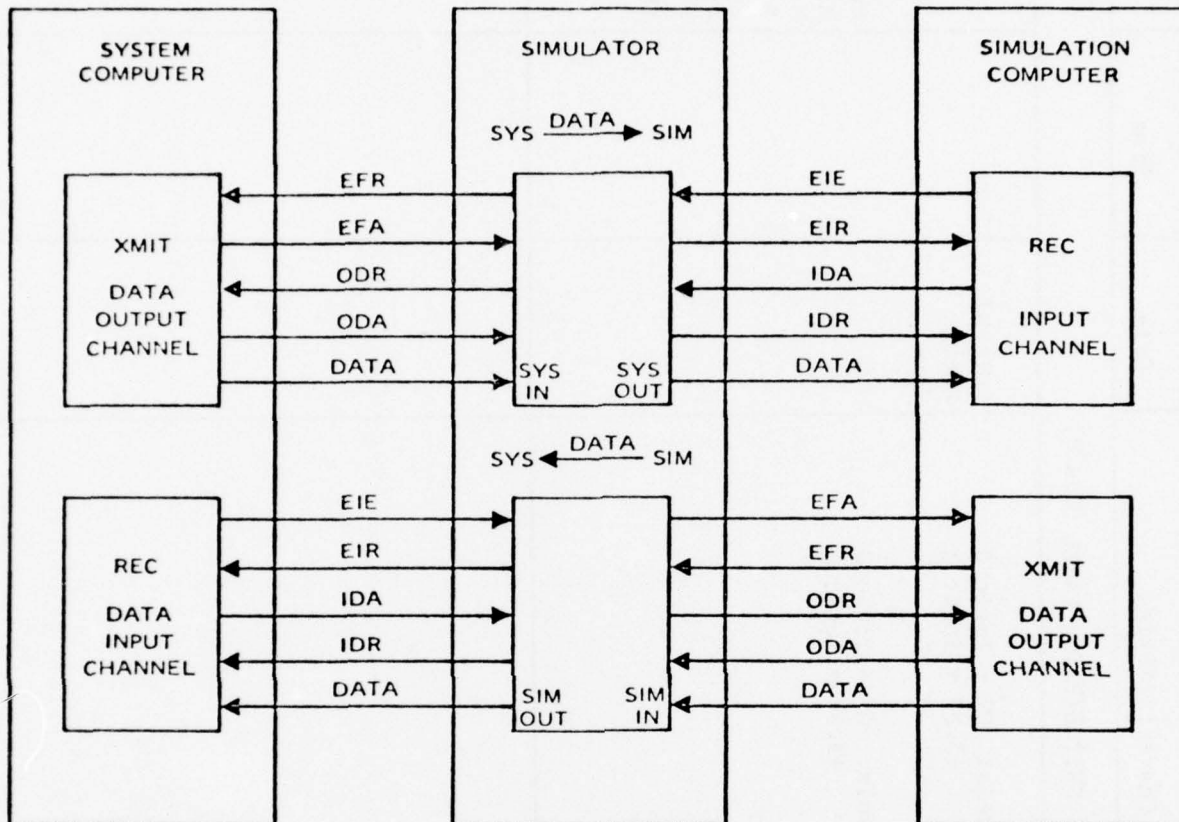 SYSTEM
COMPUTER
SIMULATOR
SIMULATION
COMPUTER
SYS DATA SIM
XMIT
DATA
OUTPUT
CHANNEL
EFR
EFA
ODR
ODA
DATA
SYS
IN
SYS
OUT
EIE
EIR
IDA
IDR
DATA
REC
INPUT
CHANNEL
SYS DATA SIM
REC
DATA
INPUT
CHANNEL
EIE
EIR
IDA
IDR
DATA
SIM
OUT
SIM
IN
EFA
EFR
ODR
ODA
DATA
XMIT
DATA
OUTPUT
CHANNEL